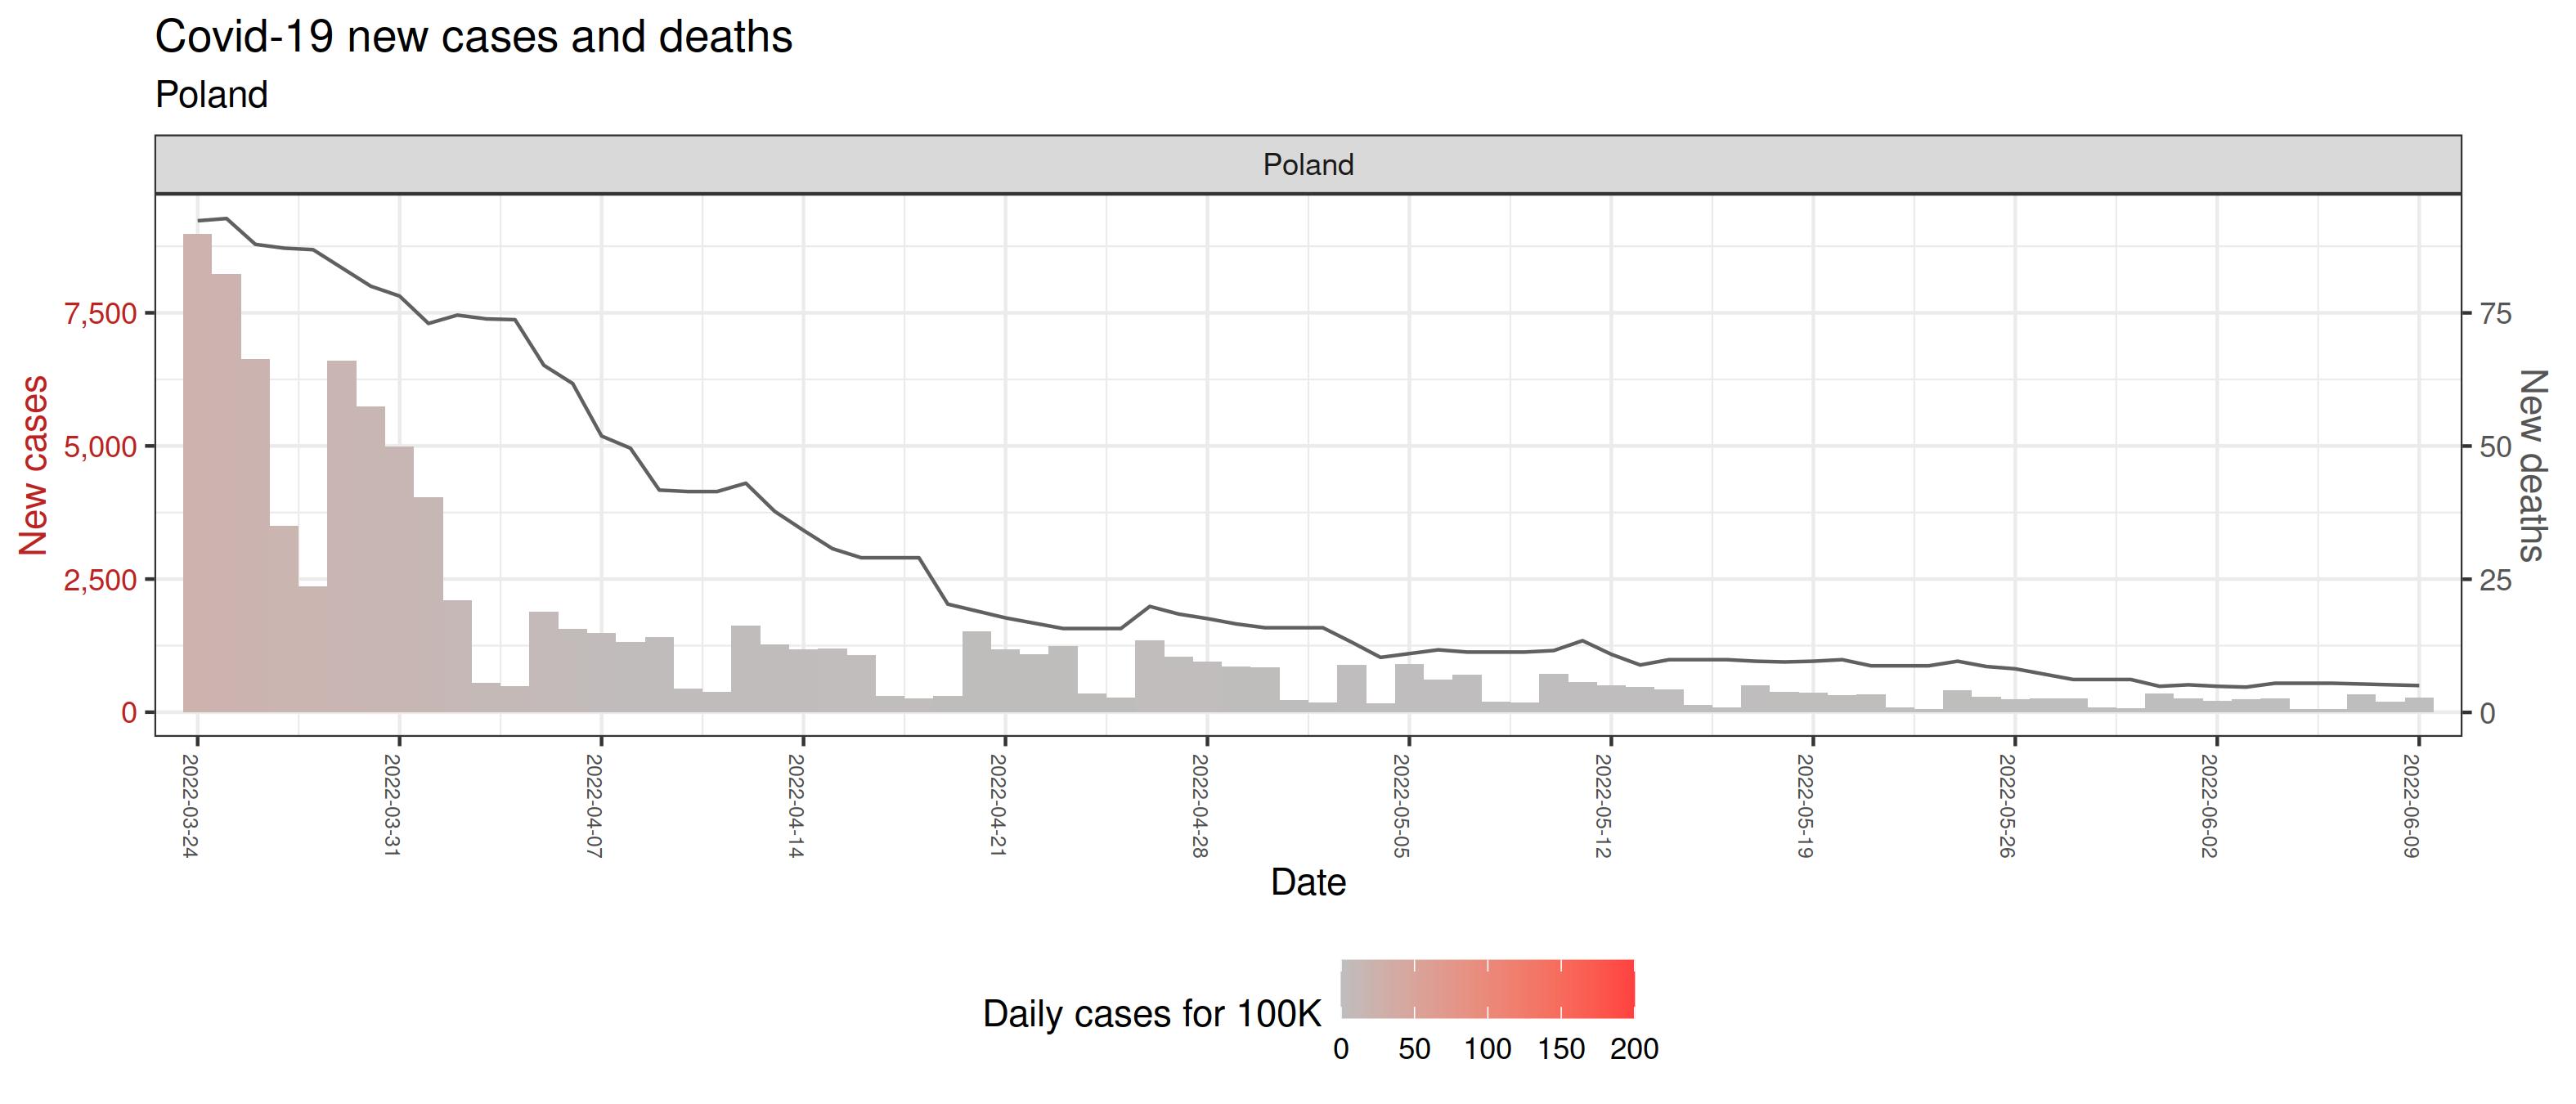 Covid-19 new cases and deaths
Poland
Poland
New cases
7,500
5,000
2,500
0
75
50
25
0
New deaths
2022-03-24
2022-03-31
2022-04-07
2022-04-14
2022-04-21
2022-04-28
2022-05-05
2022-05-12
2022-05-19
2022-05-26
2022-06-02
2022-06-09
Date
Daily cases for 100K
0 50 100 150 200